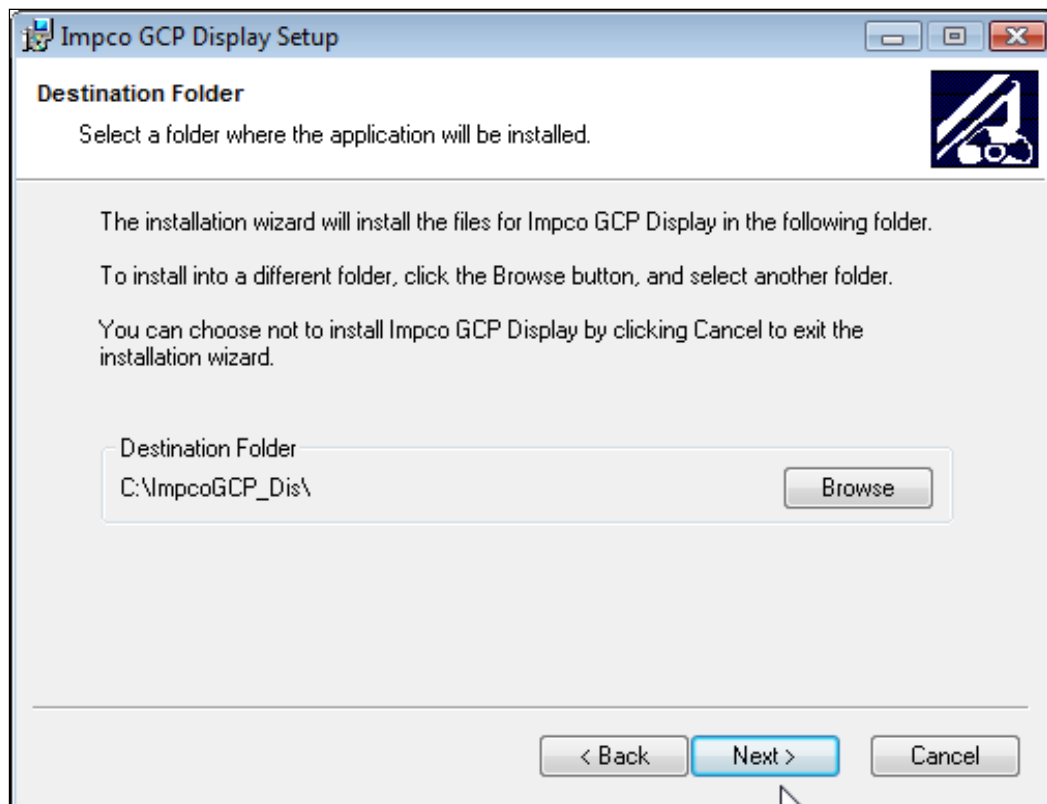 Impco GCP Display Setup
Destination Folder
Select a folder where the application will be installed.
The installation wizard will install the files for Impco GCP Display in the following folder.
To install into a different folder, click the Browse button, and select another folder.
You can choose not to install Impco GCP Display by clicking Cancel to exit the
installation wizard.
Destination Folder
C:\ImpcoGCP_Dis\
Browse
< Back
Next >
Cancel